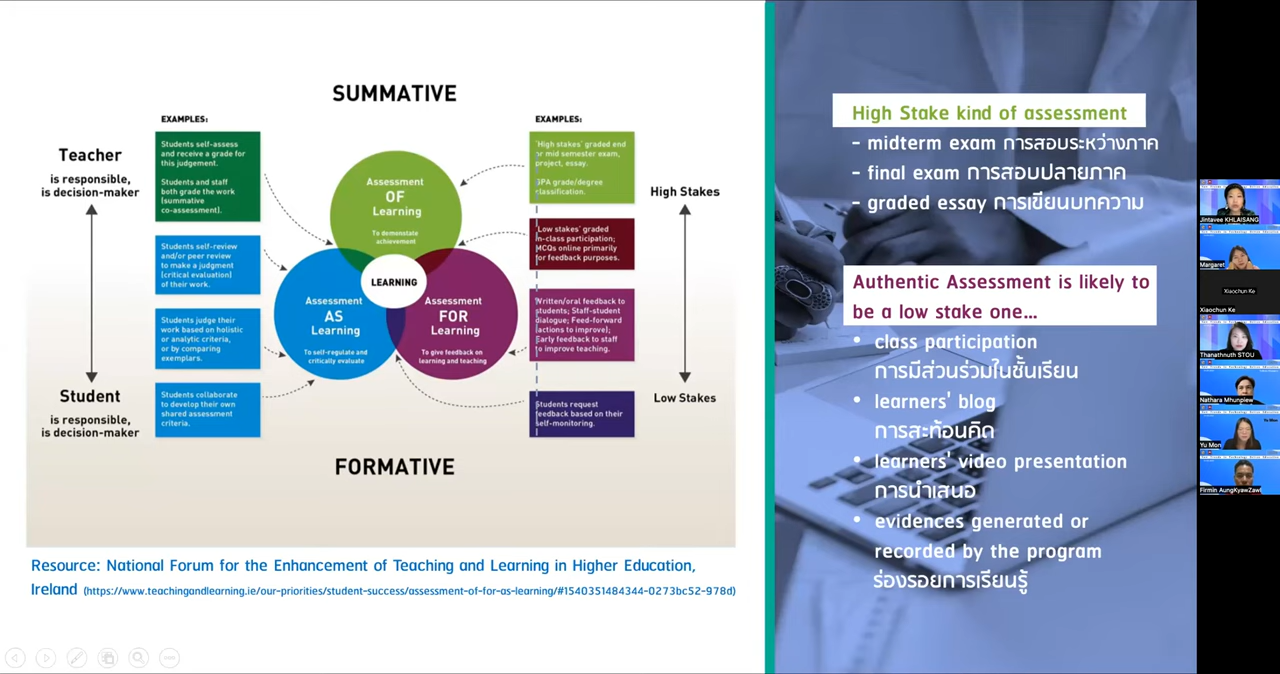 SUMMATIVE
EXAMPLES:
Teacher
is responsible,
is decision-maker
Student
is responsible,
is decision-maker
Students self-assess
and receive a grade for
this judgement.
Students and staff
both grade the work
(summative
co-assessment).
Students self-review
and/or peer review
to make a judgment
(critical evaluation)
of their work.
Students judge their
work based on holistic
or analytic criteria,
or by comparing
exemplars.
Students collaborate
to develop their own
shared assessment
criteria.
Assessment
OF
Learning
To demonstate
achievement
LEARNING
Assessment
AS
Learning
To self-regulate and
critically evaluate
Assessment
FOR
Learning
To give feedback on
learning and teaching
EXAMPLES:
'High stakes' graded end
or mid semester exam,
project, essay.
GPA grade/degree
classification.
'Low stakes' graded
in-class participation;
MCQs online primarily
for feedback purposes.
Written/oral feedback to
students; Staff-student
dialogue; Feed-forward
(actions to improve);
Early feedback to staff
to improve teaching.
Students request
feedback based on their
self-monitoring.
High Stakes
Low Stakes
FORMATIVE
Resource: National Forum for the Enhancement of Teaching and Learning in Higher Education,
Ireland (https://www.teachingandlearning.ie/our-priorities/student-success/assessment-of-for-as-learning/#1540351484344-0273bc52-978d)
High Stake kind of assessment
- midterm exam การสอบระหว่างภาค
- final exam การสอบปลายภาค
- graded essay การเขียนบทความ
Authentic Assessment is likely to
be a low stake one...
• class participation
การมีส่วนร่วมในชั้นเรียน
• learners' blog
การสะท้อนคิด
• learners' video presentation
การนำเสนอ
• evidences generated or
recorded by the program
ร่องรอยการเรียนรู้
Jintavee KHLAISANG
Margaret
Xiaochun Ke
Xiaochun Ke
Thanathnuth STOU
Nathara Mhunpiew
Yu Mon
Yu Mon
Firmin AungKyawZaw